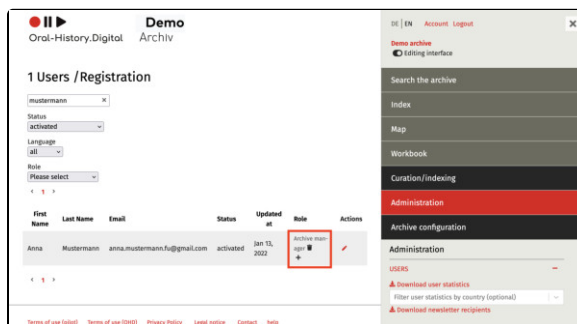 Oral-History.Digital
Demo
Archiv
1 Users /Registration
mustermann ×
Status
activated
Language
all
Role
Please select
‹ 1 ›
First Name Last Name Email Status Updated at Role Actions
Anna Mustermann anna.mustermann.fu@gmail.com activated Jan 13, 2022 Archive man-
ager
+
‹ 1 ›
Terms of use (pilot) Terms of use (OHD) Privacy Policy Legal notice Contact help
DE | EN Account Logout ×
Demo archive
Editing interface
Search the archive
Index
Map
Workbook
Curation/indexing
Administration
Archive configuration
Administration
USERS −
Download user statistics
Filter user statistics by country (optional)
Download newsletter recipients